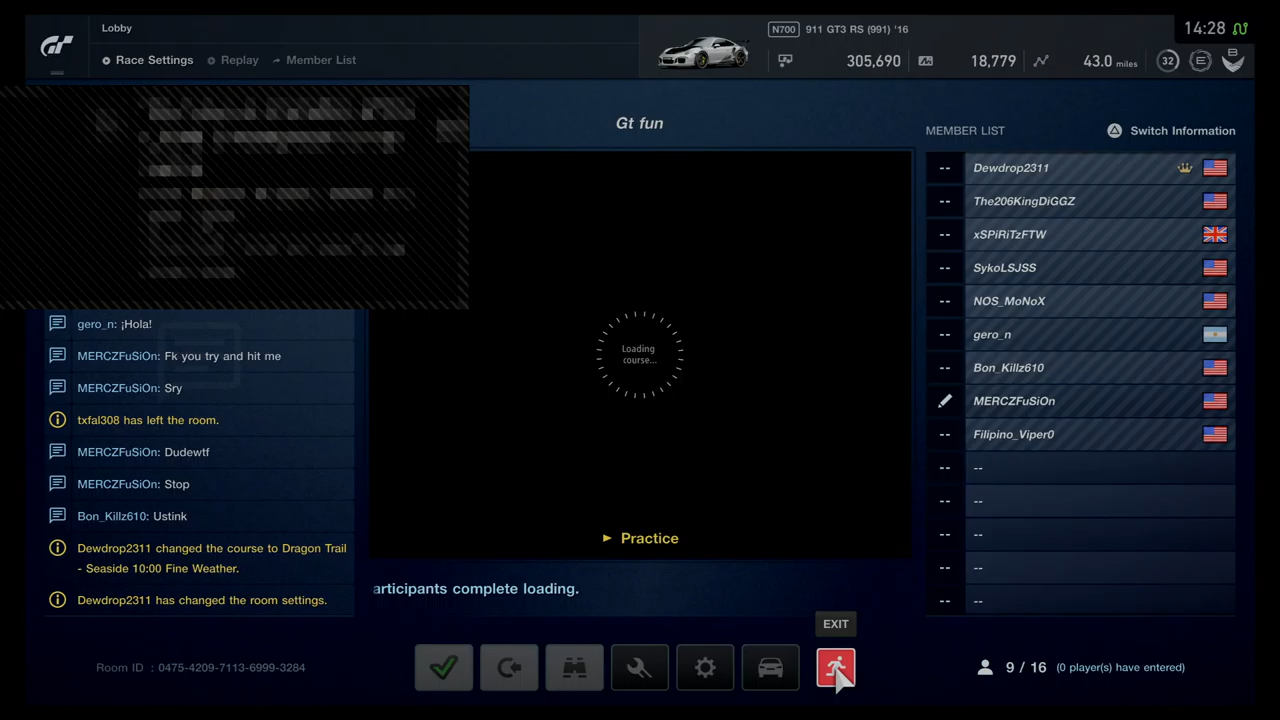 Lobby
N700 911 GT3 RS (991) '16
14:28
Race Settings Replay Member List
305,690 18,779 43.0 miles 32 E B
Gt fun
MEMBER LIST Switch Information
-- Dewdrop2311
-- The206KingDiGGZ
-- xSPiRiTzFTW
-- SykoLSJSS
-- NOS_MoNoX
-- gero_n
-- Bon_Killz610
MERCZFuSiOn
-- Filipino_Viper0
-- --
-- --
-- --
-- --
-- --
gero_n: ¡Hola!
MERCZFuSiOn: Fk you try and hit me
MERCZFuSiOn: Sry
txfal308 has left the room.
MERCZFuSiOn: Dudewtf
MERCZFuSiOn: Stop
Bon_Killz610: Ustink
Dewdrop2311 changed the course to Dragon Trail
- Seaside 10:00 Fine Weather.
Dewdrop2311 has changed the room settings.
Loading
course...
Practice
articipants complete loading.
EXIT
Room ID : 0475-4209-7113-6999-3284
9 / 16 (0 player(s) have entered)